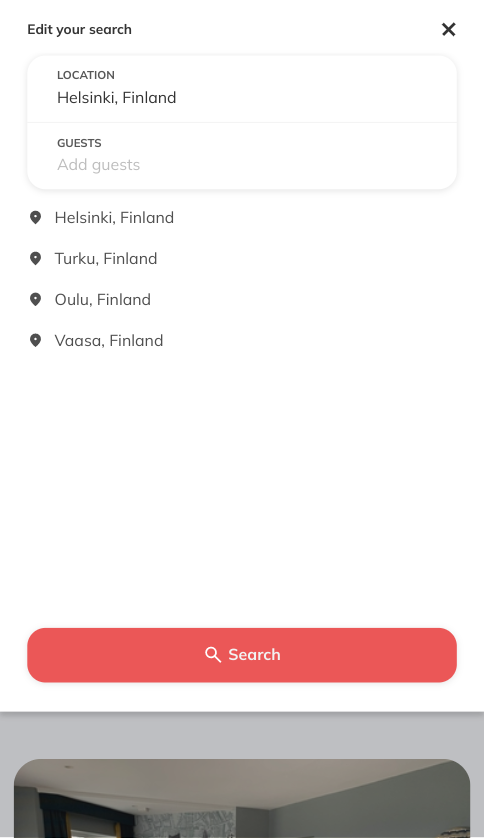 Edit your search
LOCATION
Helsinki, Finland
GUESTS
Add guests
Helsinki, Finland
Turku, Finland
Oulu, Finland
Vaasa, Finland
Search